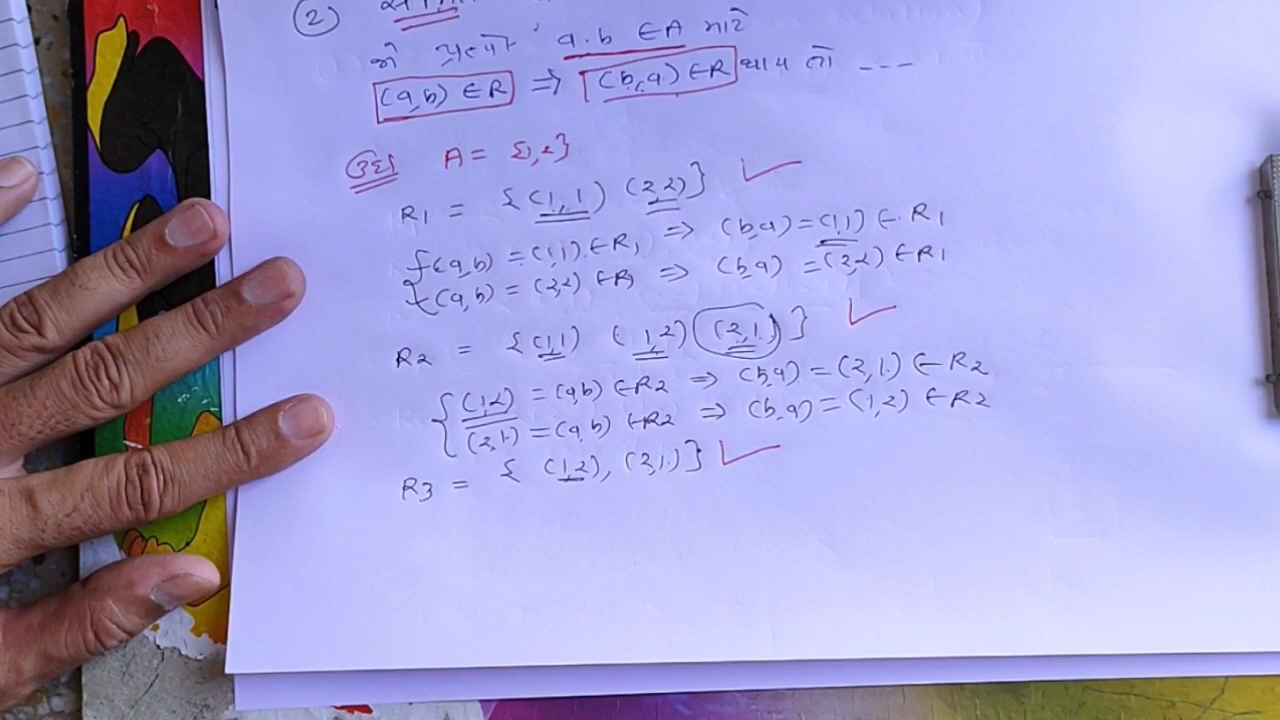 (2)
જો પ્રત્યેક a.b ∈ A માટે
(a,b) ∈ R ⇒ (b,a) ∈ R થાય તો ---
ઉદા A = {1,2}
R1 = {(1,1) (2,2)} ✓
{(a,b) = (1,1) ∈ R1 ⇒ (b,a) = (1,1) ∈ R1
{(a,b) = (2,2) ∈ R1 ⇒ (b,a) = (2,2) ∈ R1
R2 = {(1,1) (1,2) (2,1)} ✓
{(1,2) = (a,b) ∈ R2 ⇒ (b,a) = (2,1) ∈ R2
{(2,1) = (a,b) ∈ R2 ⇒ (b,a) = (1,2) ∈ R2
R3 = {(1,2), (2,1)} ✓